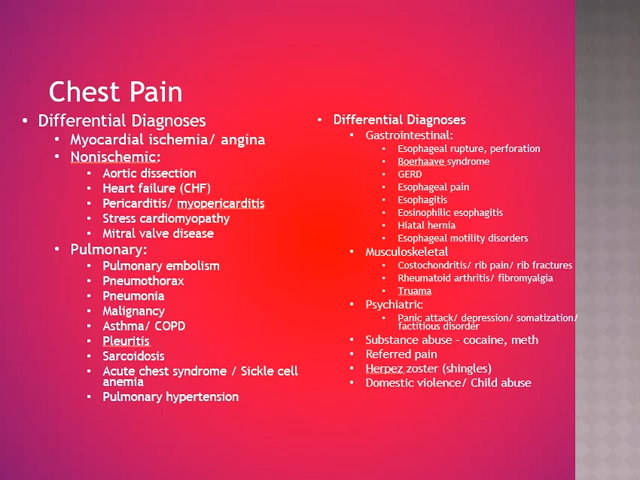 Chest Pain
• Differential Diagnoses
• Myocardial ischemia/ angina
• Nonischemic:
• Aortic dissection
• Heart failure (CHF)
• Pericarditis/ myopericarditis
• Stress cardiomyopathy
• Mitral valve disease
• Pulmonary:
• Pulmonary embolism
• Pneumothorax
• Pneumonia
• Malignancy
• Asthma/ COPD
• Pleuritis
• Sarcoidosis
• Acute chest syndrome / Sickle cell
anemia
• Pulmonary hypertension
• Differential Diagnoses
• Gastrointestinal:
• Esophageal rupture, perforation
• Boerhaave syndrome
• GERD
• Esophageal pain
• Esophagitis
• Eosinophilic esophagitis
• Hiatal hernia
• Esophageal motility disorders
• Musculoskeletal
• Costochondritis/ rib pain/ rib fractures
• Rheumatoid arthritis/ fibromyalgia
• Truama
• Psychiatric
• Panic attack/ depression/ somatization/
factitious disorder
• Substance abuse – cocaine, meth
• Referred pain
• Herpez zoster (shingles)
• Domestic violence/ Child abuse